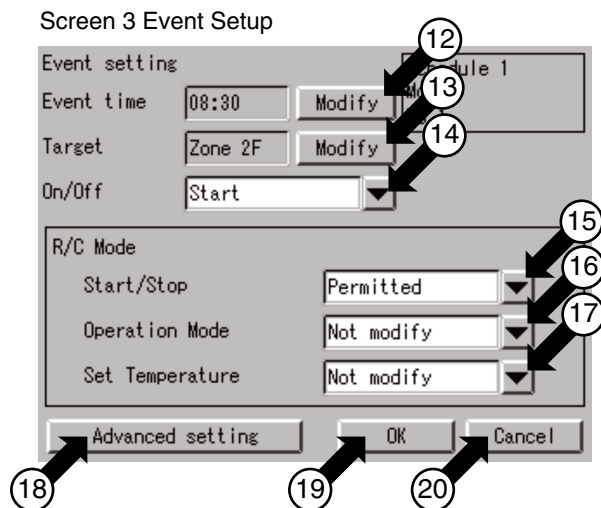 Screen 3 Event Setup
12
Event setting
dule 1
13
Event time 08:30 Modify
14
Target Zone 2F Modify
On/Off Start
15
R/C Mode
16
Start/Stop Permitted
17
Operation Mode Not modify
Set Temperature Not modify
Advanced setting OK Cancel
18 19 20